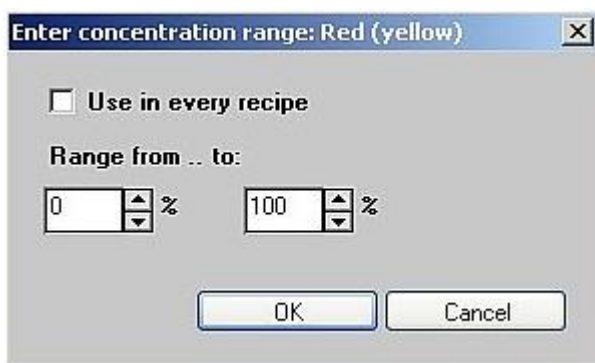 Enter concentration range: Red (yellow)
Use in every recipe
Range from .. to:
0 % 100 %
OK Cancel